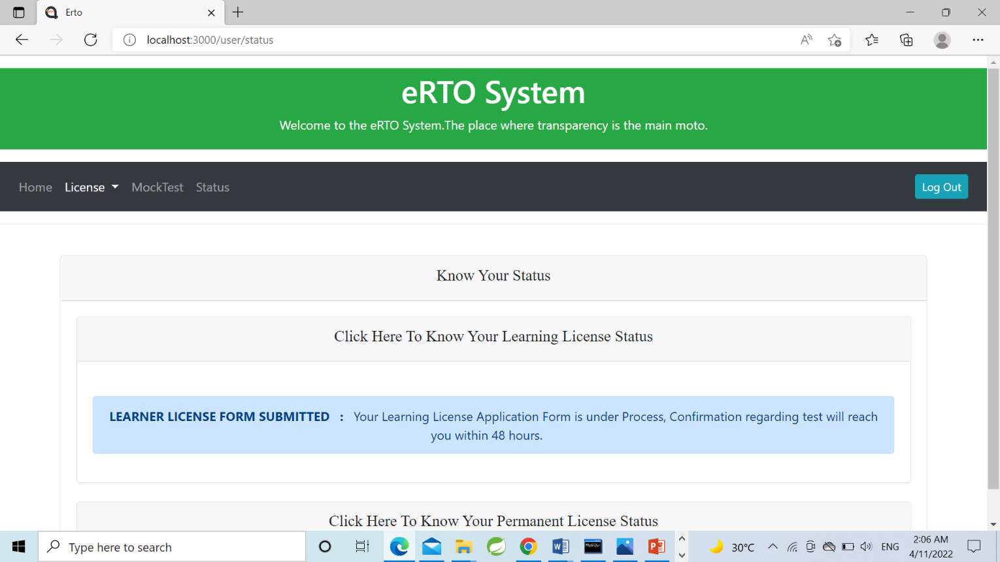 Erto
localhost:3000/user/status
eRTO System
Welcome to the eRTO System.The place where transparency is the main moto.
Home License MockTest Status Log Out
Know Your Status
Click Here To Know Your Learning License Status
LEARNER LICENSE FORM SUBMITTED : Your Learning License Application Form is under Process, Confirmation regarding test will reach
you within 48 hours.
Click Here To Know Your Permanent License Status
Type here to search
30°C
ENG
2:06 AM
4/11/2022